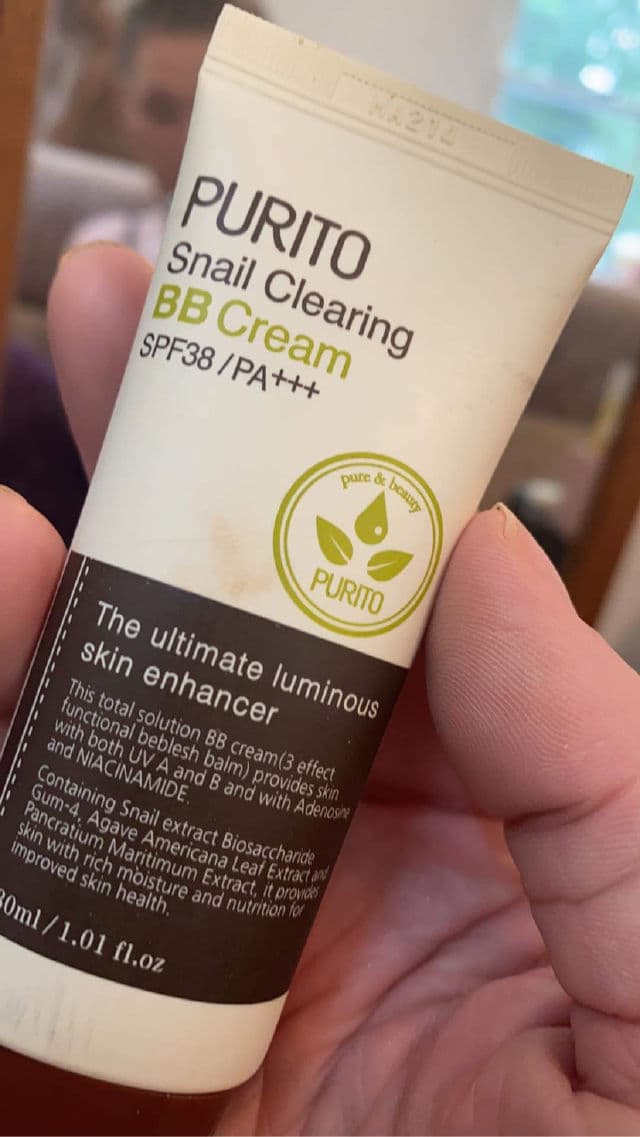 PURITO
Snail Clearing
BB Cream
SPF38/PA+++
pure & beauty
PURITO
The ultimate luminous
skin enhancer
This total solution BB cream(3 effect
functional beblesh balm) provides skin
with both UV A and B and with Adenosine
and NIACINAMIDE.
Containing Snail extract Biosaccharide
Gum-4, Agave Americana Leaf Extract and
Pancratium Maritimum Extract, it provides
skin with rich moisture and nutrition for
improved skin health.
30ml/1.01 fl.oz